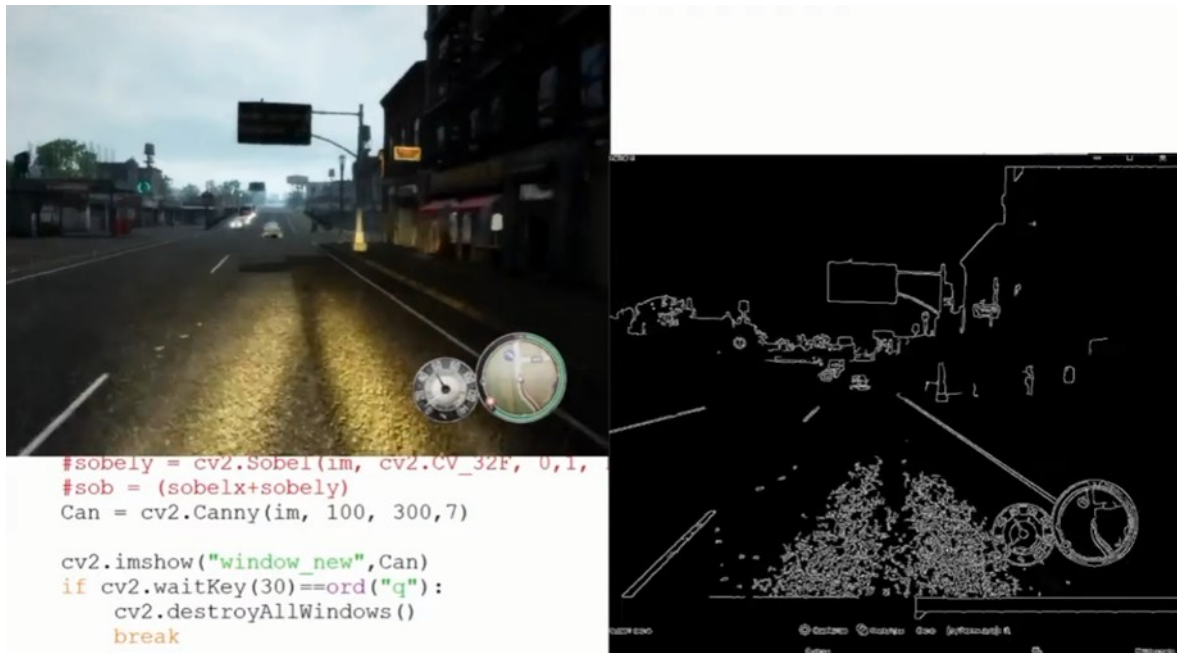 #sobely = cv2.Sobel(im, cv2.CV_32F, 0,1,
#sob = (sobelx+sobely)
Can = cv2.Canny(im, 100, 300,7)
cv2.imshow("window_new",Can)
if cv2.waitKey(30)==ord("q"):
cv2.destroyAllWindows()
break